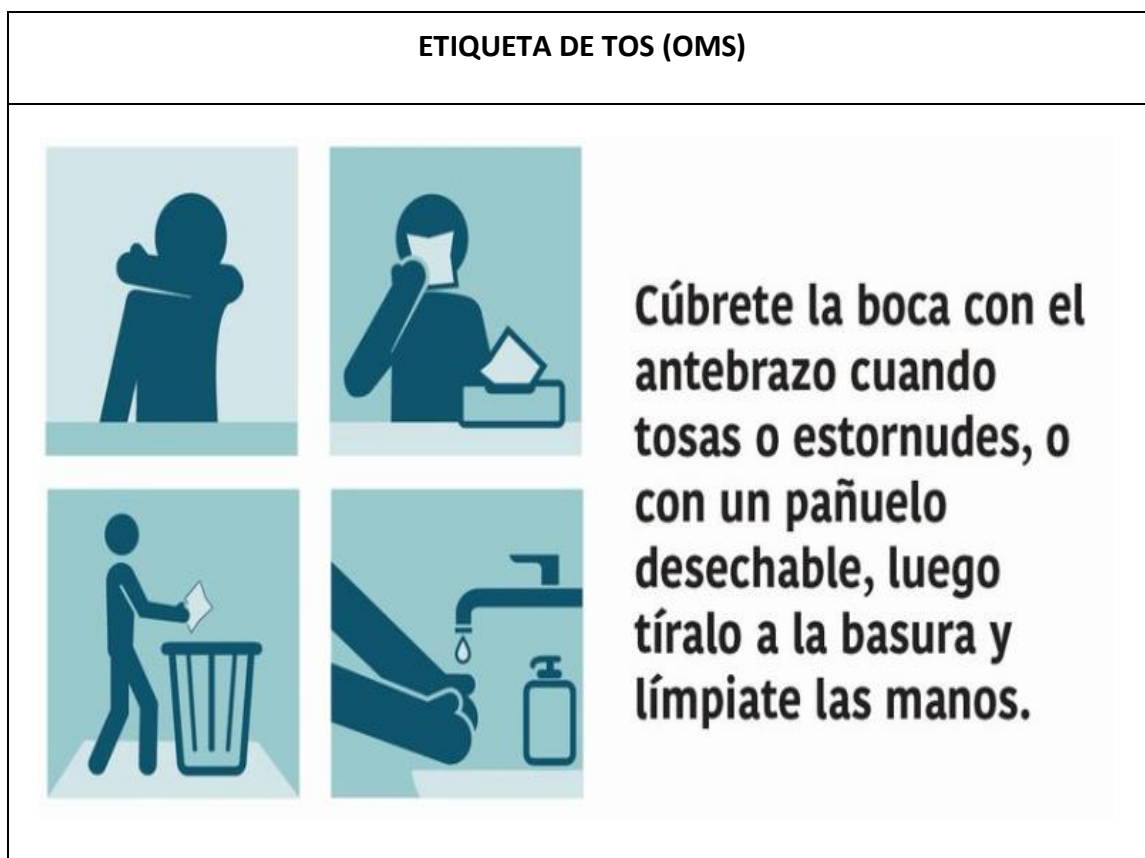 ETIQUETA DE TOS (OMS)
Cúbrete la boca con el
antebrazo cuando
tosas o estornudes, o
con un pañuelo
desechable, luego
tíralo a la basura y
límpiate las manos.